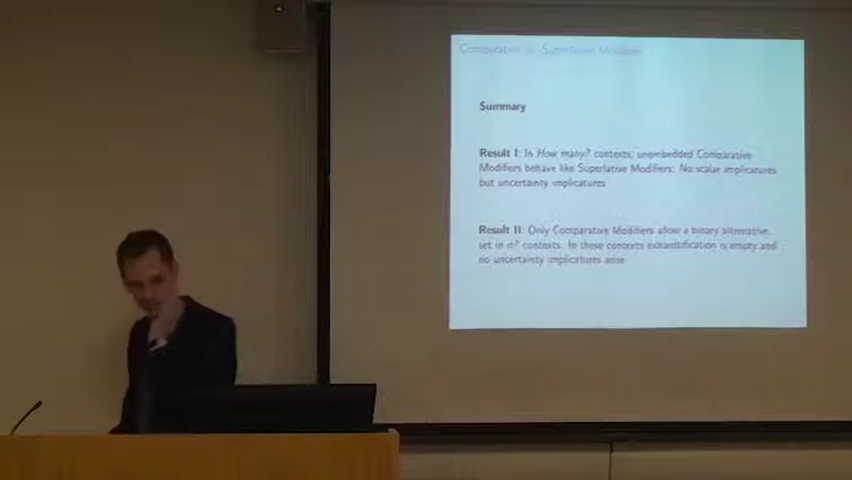 Comparative vs. Superlative Modifiers
Summary
Result I: In How many? contexts, unembedded Comparative
Modifiers behave like Superlative Modifiers. No scalar implicatures
but uncertainty implicatures
Result II: Only Comparative Modifiers allow a binary alternative
set in n? contexts. In these contexts exhaustification is empty and
no uncertainty implicatures arise.